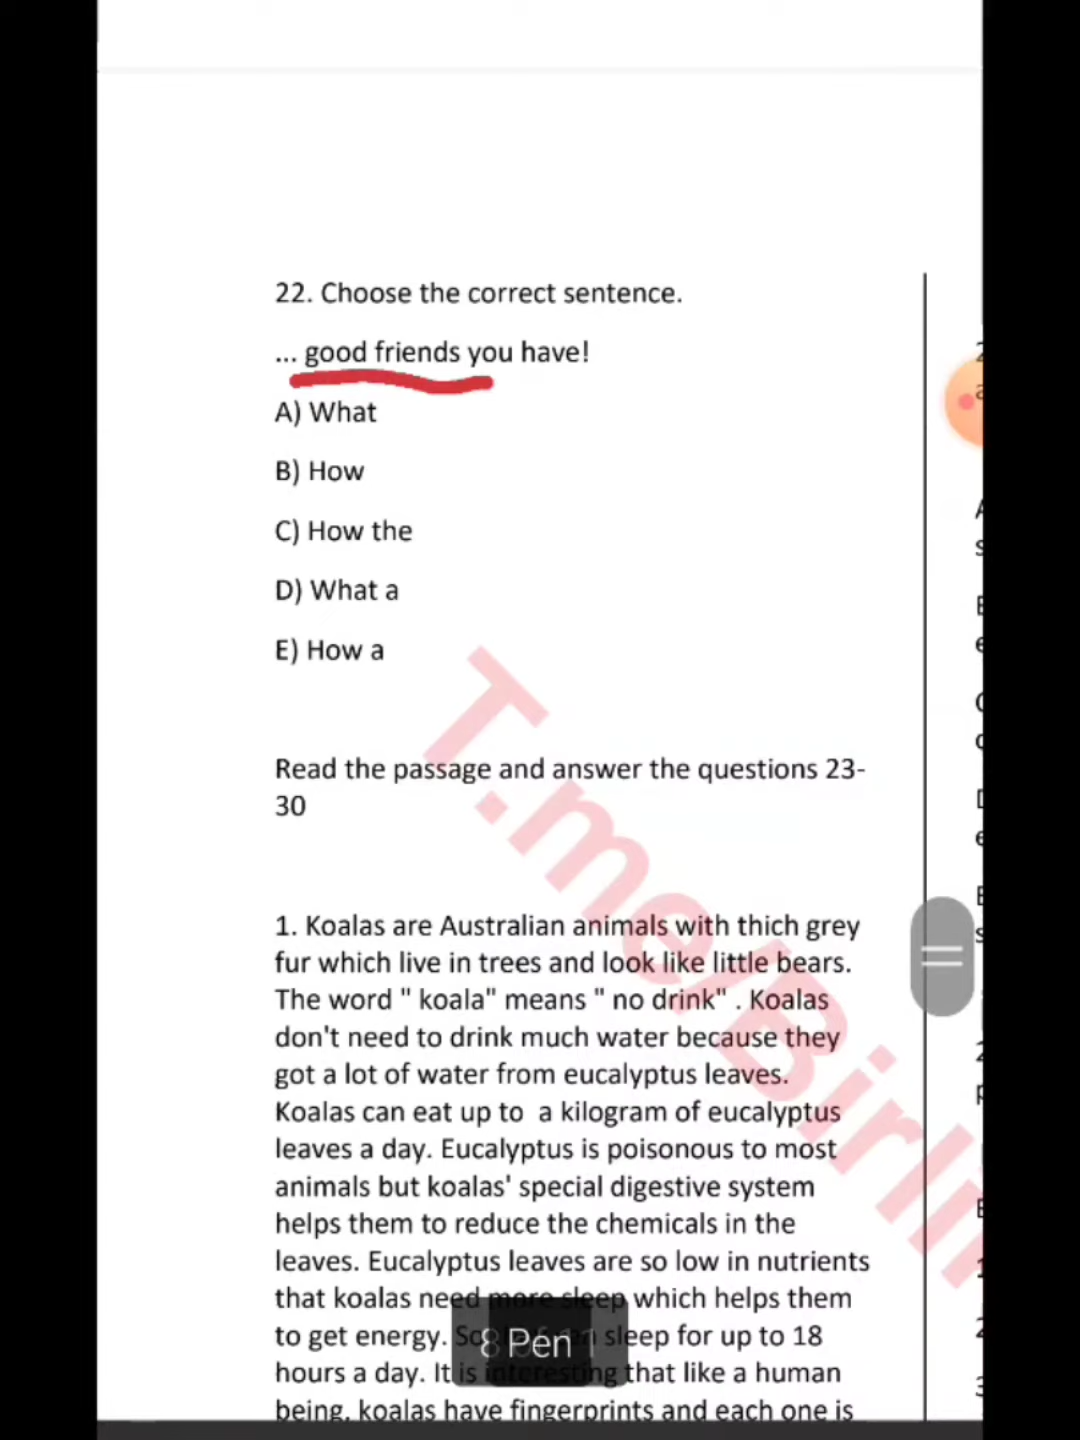 22. Choose the correct sentence.
... good friends you have!
A) What
B) How
C) How the
D) What a
E) How a
Read the passage and answer the questions 23-
30
1. Koalas are Australian animals with thich grey
fur which live in trees and look like little bears.
The word " koala" means " no drink" . Koalas
don't need to drink much water because they
got a lot of water from eucalyptus leaves.
Koalas can eat up to a kilogram of eucalyptus
leaves a day. Eucalyptus is poisonous to most
animals but koalas' special digestive system
helps them to reduce the chemicals in the
leaves. Eucalyptus leaves are so low in nutrients
that koalas need more sleep which helps them
to get energy. sleep for up to 18
hours a day. It is interesting that like a human
being, koalas have fingerprints and each one is
Pen
T.me/Birli